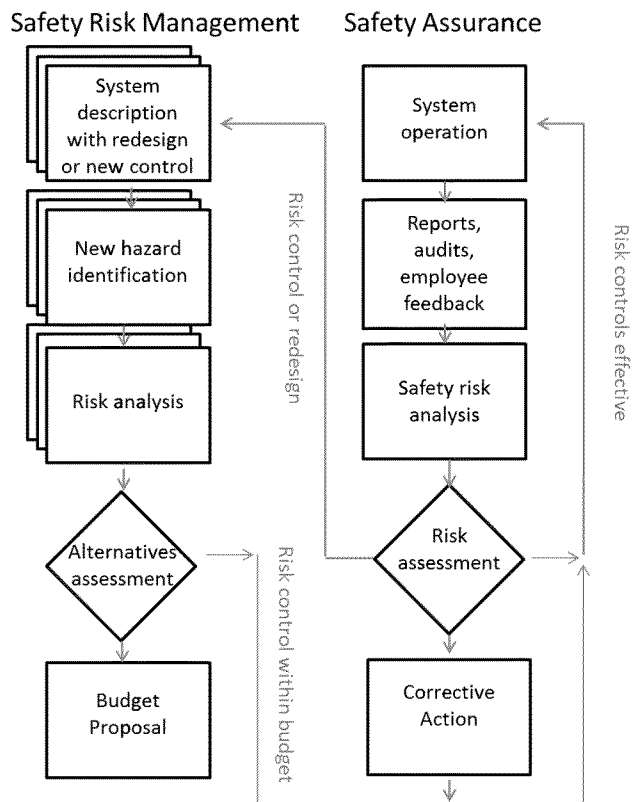 Safety Risk Management
System
description
with redesign
or new control
New hazard
identification
Risk analysis
Alternatives
assessment
Budget
Proposal
Risk control or redesign
Risk control within budget
Safety Assurance
System
operation
Reports,
audits,
employee
feedback
Safety risk
analysis
Risk
assessment
Corrective
Action
Risk controls effective